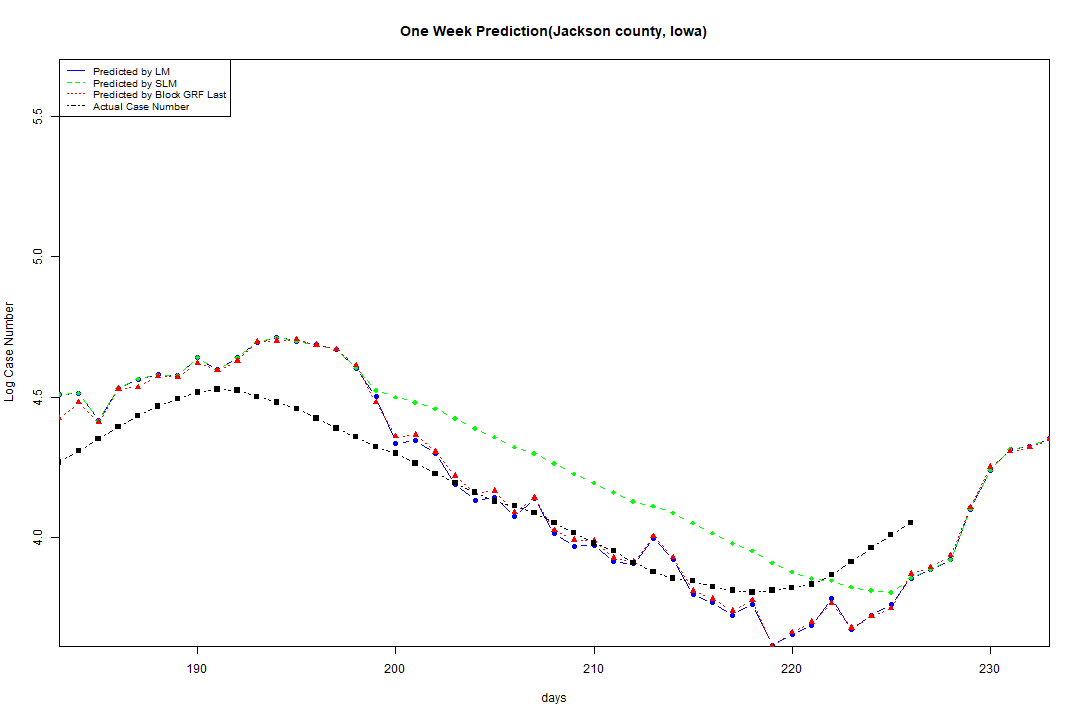 One Week Prediction(Jackson county, Iowa)
Predicted by LM
Predicted by SLM
Predicted by Block GRF Last
Actual Case Number
5.5
5.0
4.5
4.0
Log Case Number
190 200 210 220 230
days